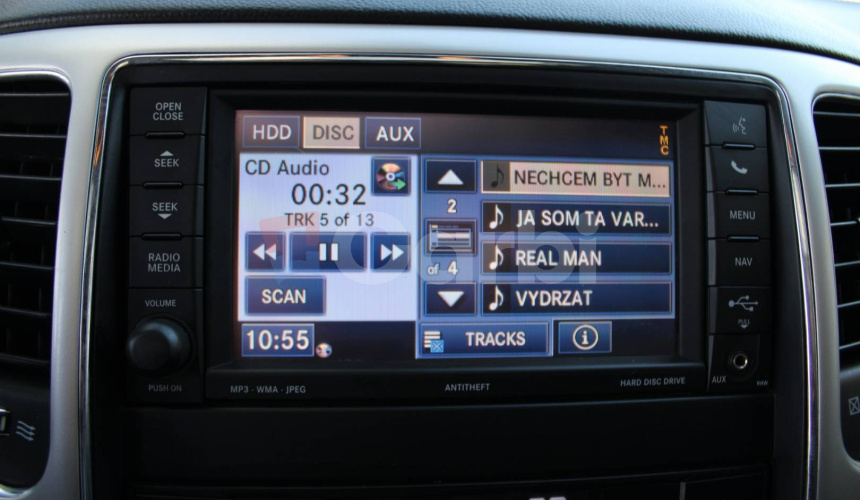 OPEN
CLOSE
SEEK
SEEK
RADIO
MEDIA
VOLUME
PUSH ON
HDD DISC AUX
TMC
CD Audio
00:32
TRK 5 of 13
SCAN
10:55
2
of 4
NECHCEM BYT M...
JA SOM TA VAR...
REAL MAN
VYDRZAT
TRACKS
i
MENU
NAV
PULL
AUX
MP3 - WMA - JPEG
ANTITHEFT
HARD DISC DRIVE